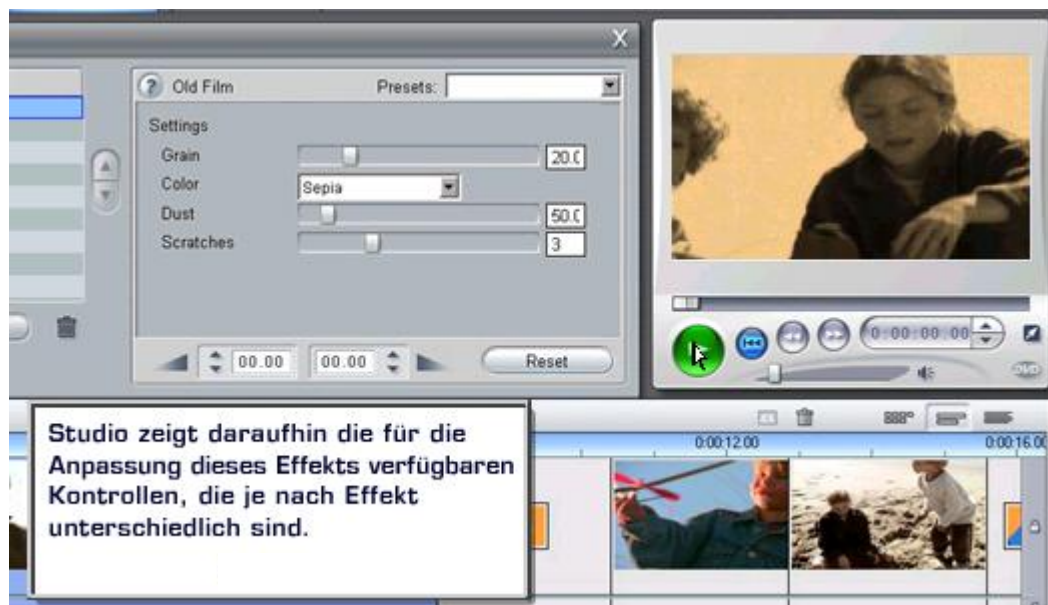 X
? Old Film Presets:
Settings
Grain 20.0
Color Sepia
Dust 50.0
Scratches 3
0:00:00.00
00.00 00.00 Reset
DVD
0:00:12.00 0:00:16.00
Studio zeigt daraufhin die für die
Anpassung dieses Effekts verfügbaren
Kontrollen, die je nach Effekt
unterschiedlich sind.